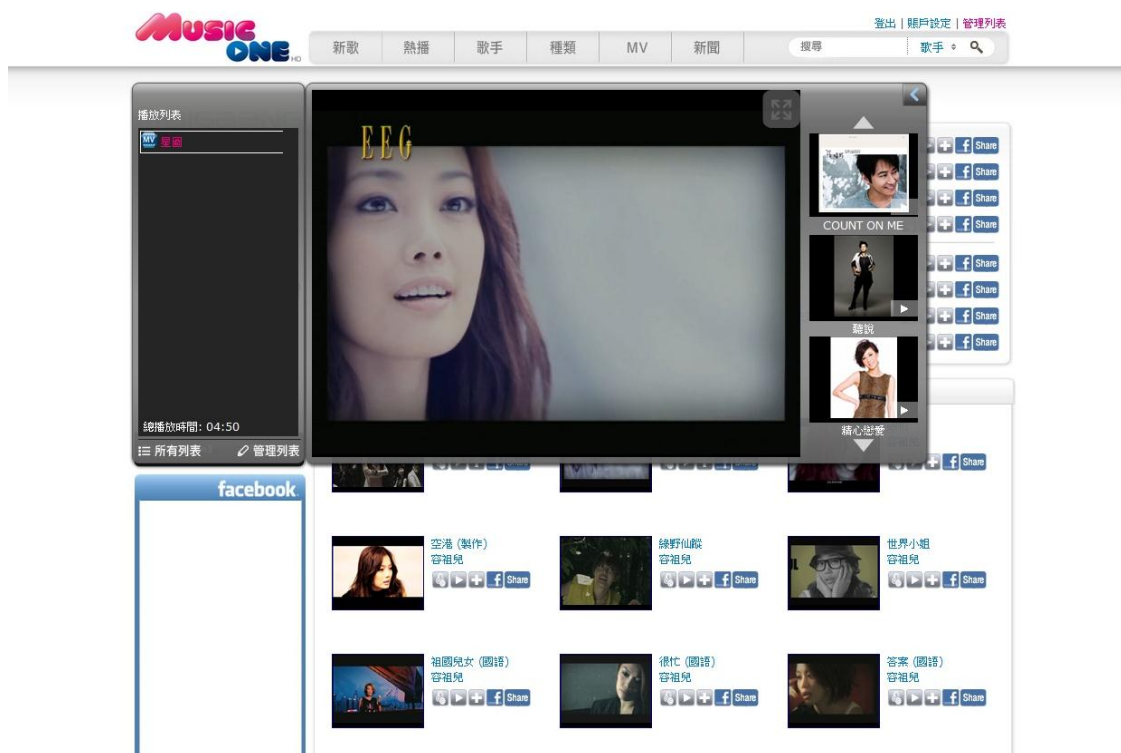 Music
ONE HD
登出 | 賬戶設定 | 管理列表
新歌 熱播 歌手 種類 MV 新聞
搜尋 歌手
播放列表
MV 星圖
EEG
COUNT ON ME
聽說
精心戀愛
總播放時間: 04:50
所有列表 管理列表
f Share
f Share
f Share
f Share
f Share
f Share
f Share
f Share
facebook
f Share f Share f Share
空港 (製作) 綠野仙蹤 世界小姐
容祖兒 容祖兒 容祖兒
f Share f Share f Share
祖國兒女 (國語) 很忙 (國語) 答案 (國語)
容祖兒 容祖兒 容祖兒
f Share f Share f Share